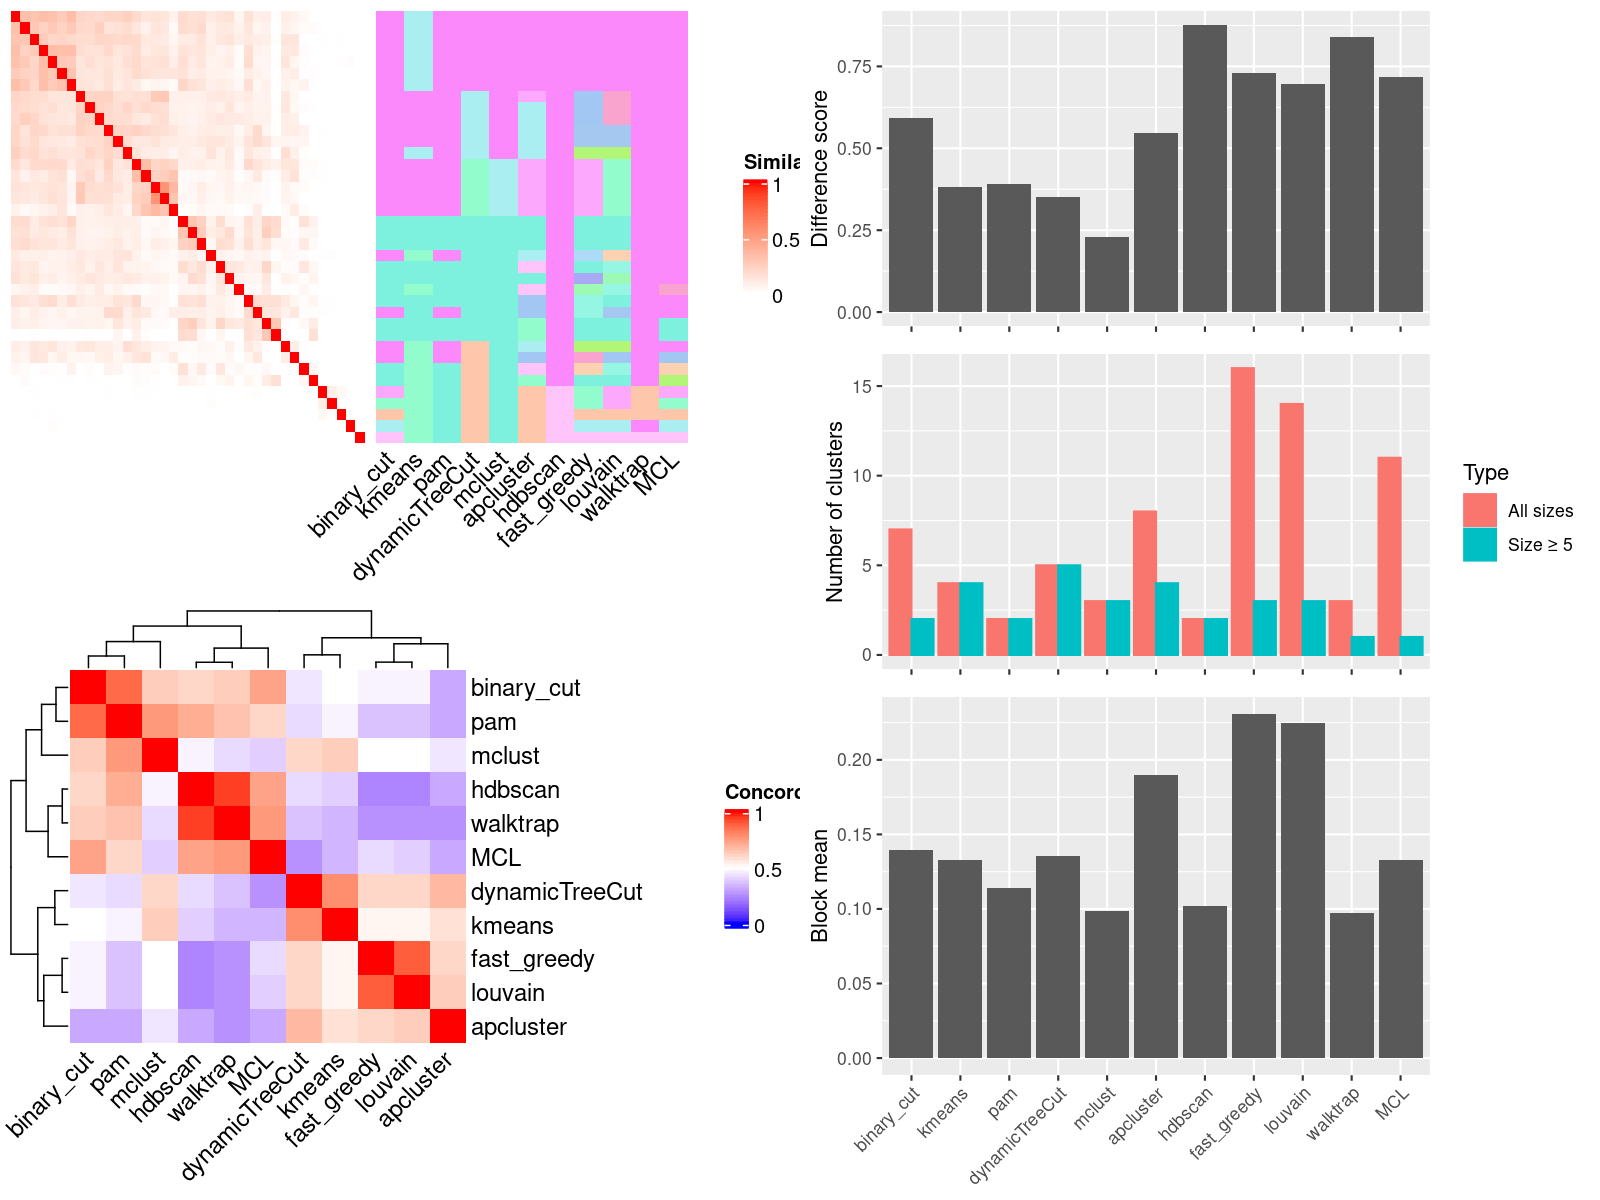 Simila
1
0.5
0
binary_cut
kmeans
pam
dynamicTreeCut
mclust
apcluster
hdbscan
fast_greedy
louvain
walktrap
MCL
binary_cut
pam
mclust
hdbscan
walktrap
MCL
dynamicTreeCut
kmeans
fast_greedy
louvain
apcluster
binary_cut
pam
mclust
hdbscan
walktrap
MCL
dynamicTreeCut
kmeans
fast_greedy
louvain
apcluster
Concord
1
0.5
0
Difference score
0.75
0.50
0.25
0.00
Number of clusters
15
10
5
0
Type
All sizes
Size ≥ 5
Block mean
0.20
0.15
0.10
0.05
0.00
binary_cut
kmeans
pam
dynamicTreeCut
mclust
apcluster
hdbscan
fast_greedy
louvain
walktrap
MCL